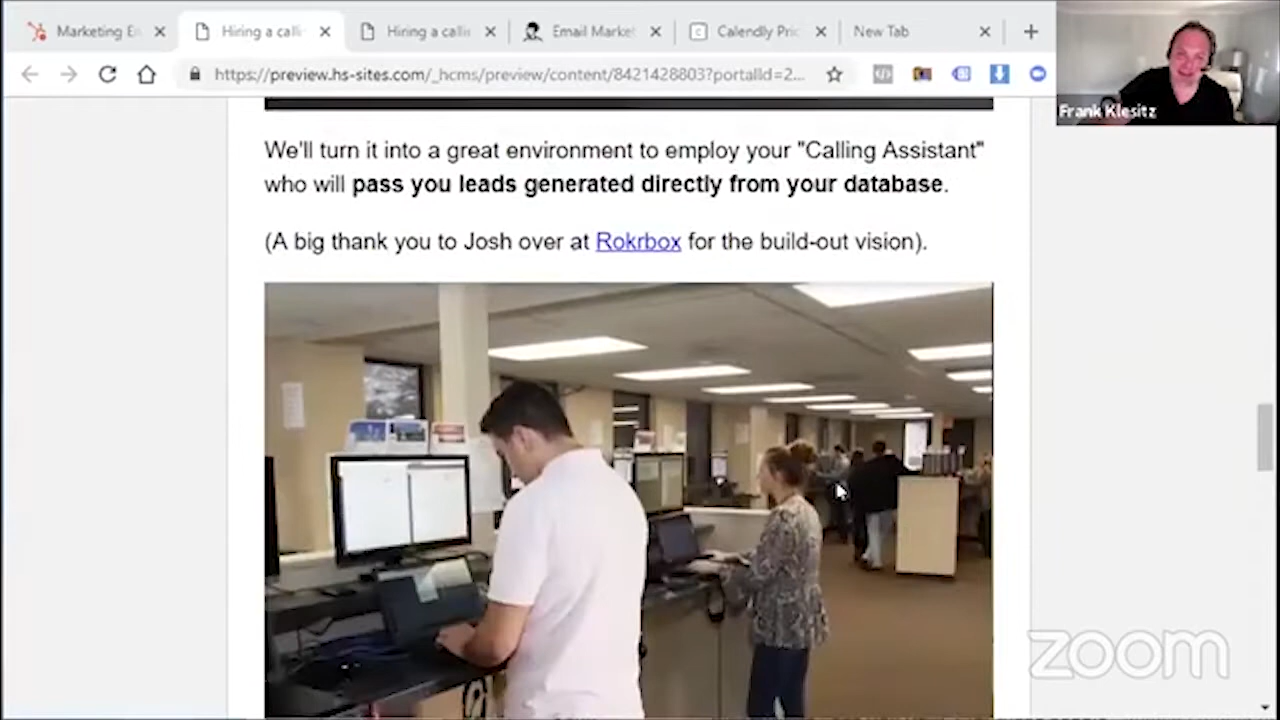 Marketing E
Hiring a calli
Hiring a calli
Email Market
Calendly Pric
New Tab
https://preview.hs-sites.com/_hcms/preview/content/8421428803?portalId=2...
Frank Klesitz
We'll turn it into a great environment to employ your "Calling Assistant"
who will pass you leads generated directly from your database.
(A big thank you to Josh over at Rokrbox for the build-out vision).
zoom